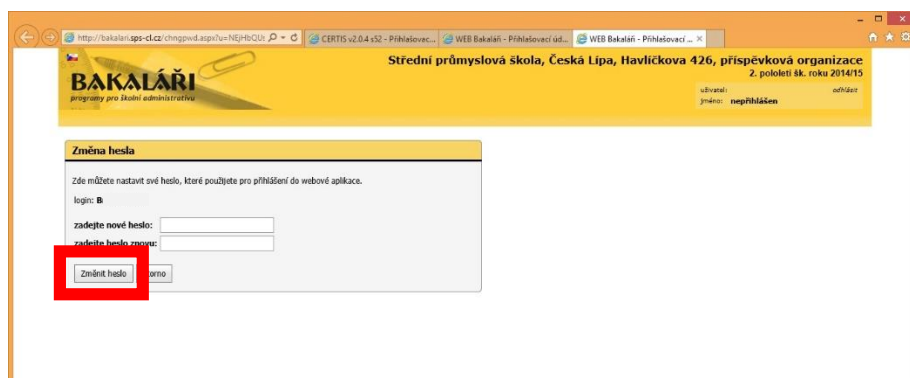 http://bakalari.sps-cl.cz/chngpwd.aspx?u=
CERTIS v2.0.4 s52 - Přihlašovac...
WEB Bakaláři - Přihlašovací úd...
WEB Bakaláři - Přihlašovací ...
Střední průmyslová škola, Česká Lípa, Havlíčkova 426, příspěvková organizace
2. pololetí šk. roku 2014/15
BAKALÁŘI
programy pro školní administrativu
uživatel:
odhlásit
jméno: nepřihlášen
Změna hesla
Zde můžete nastavit své heslo, které použijete pro přihlášení do webové aplikace.
login: B
zadejte nové heslo:
zadejte heslo znovu:
Změnit heslo
orno